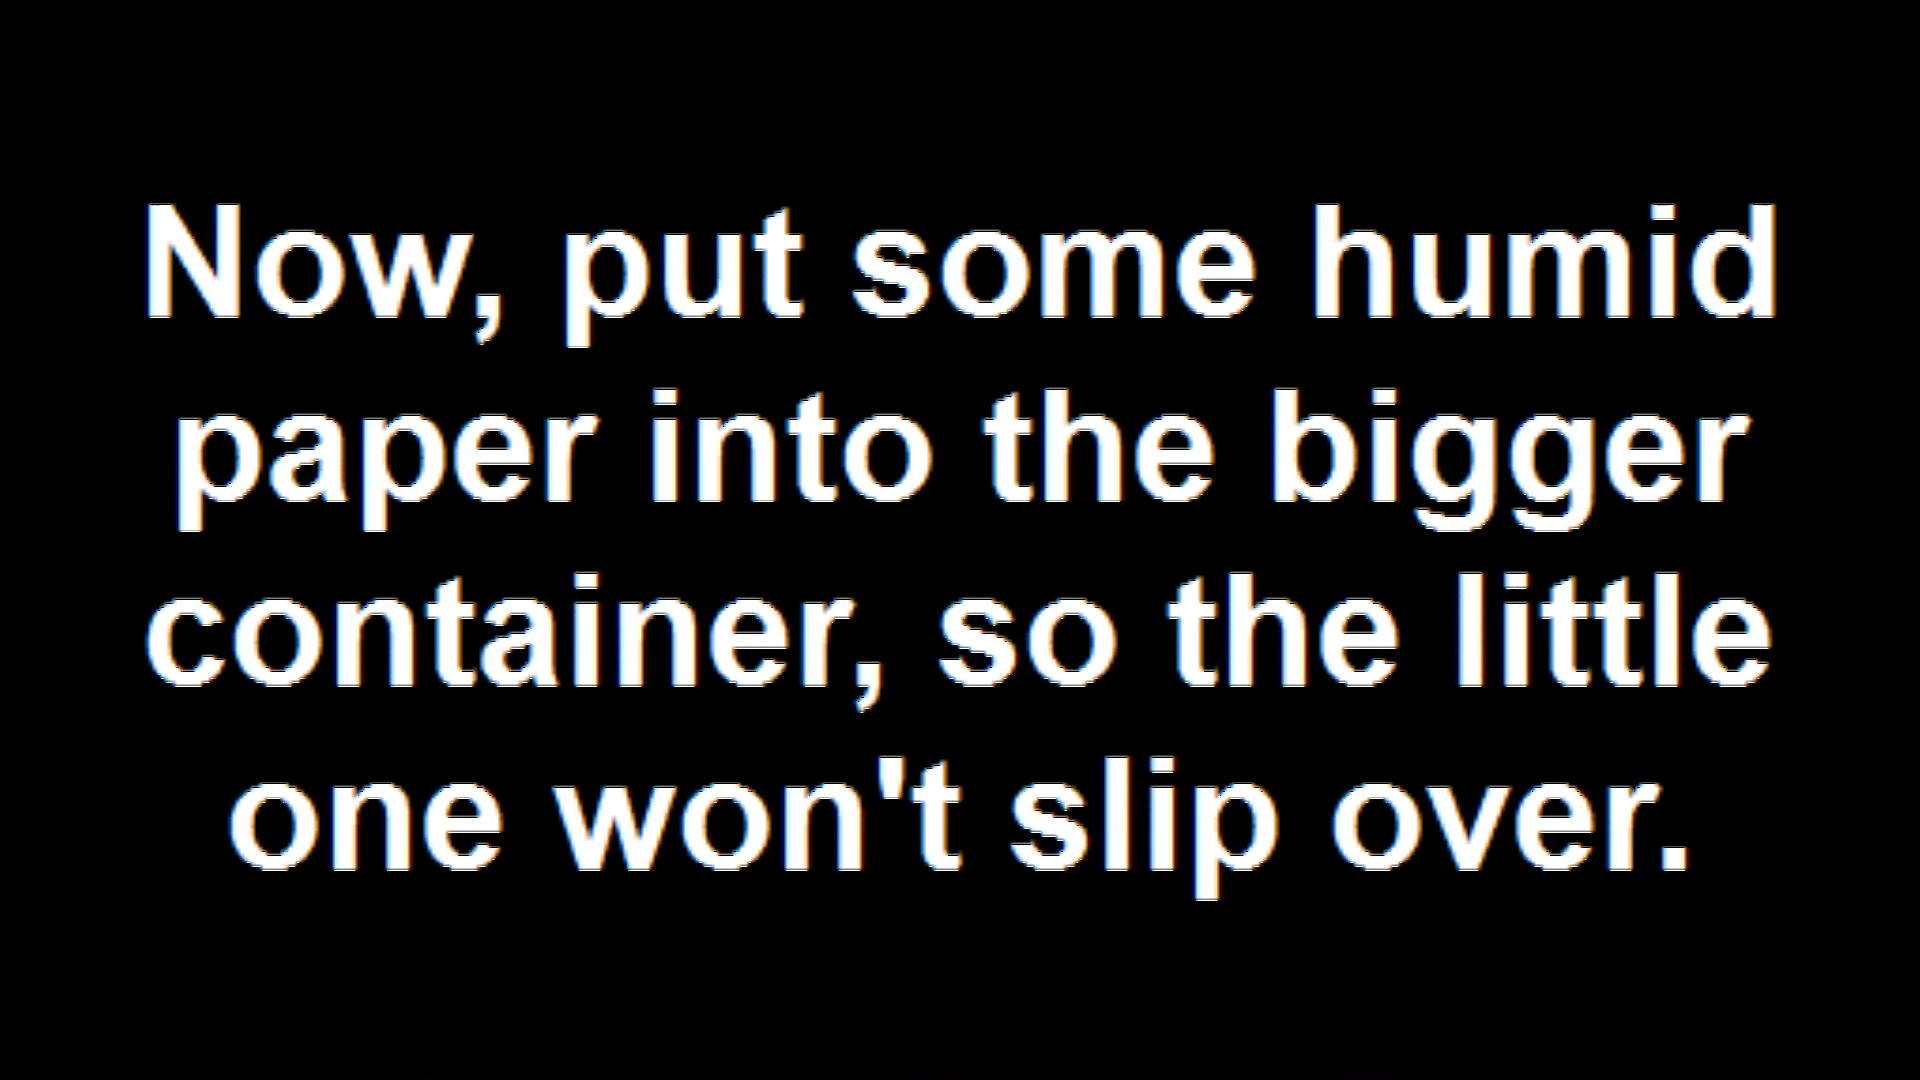 Now, put some humid
paper into the bigger
container, so the little
one won't slip over.